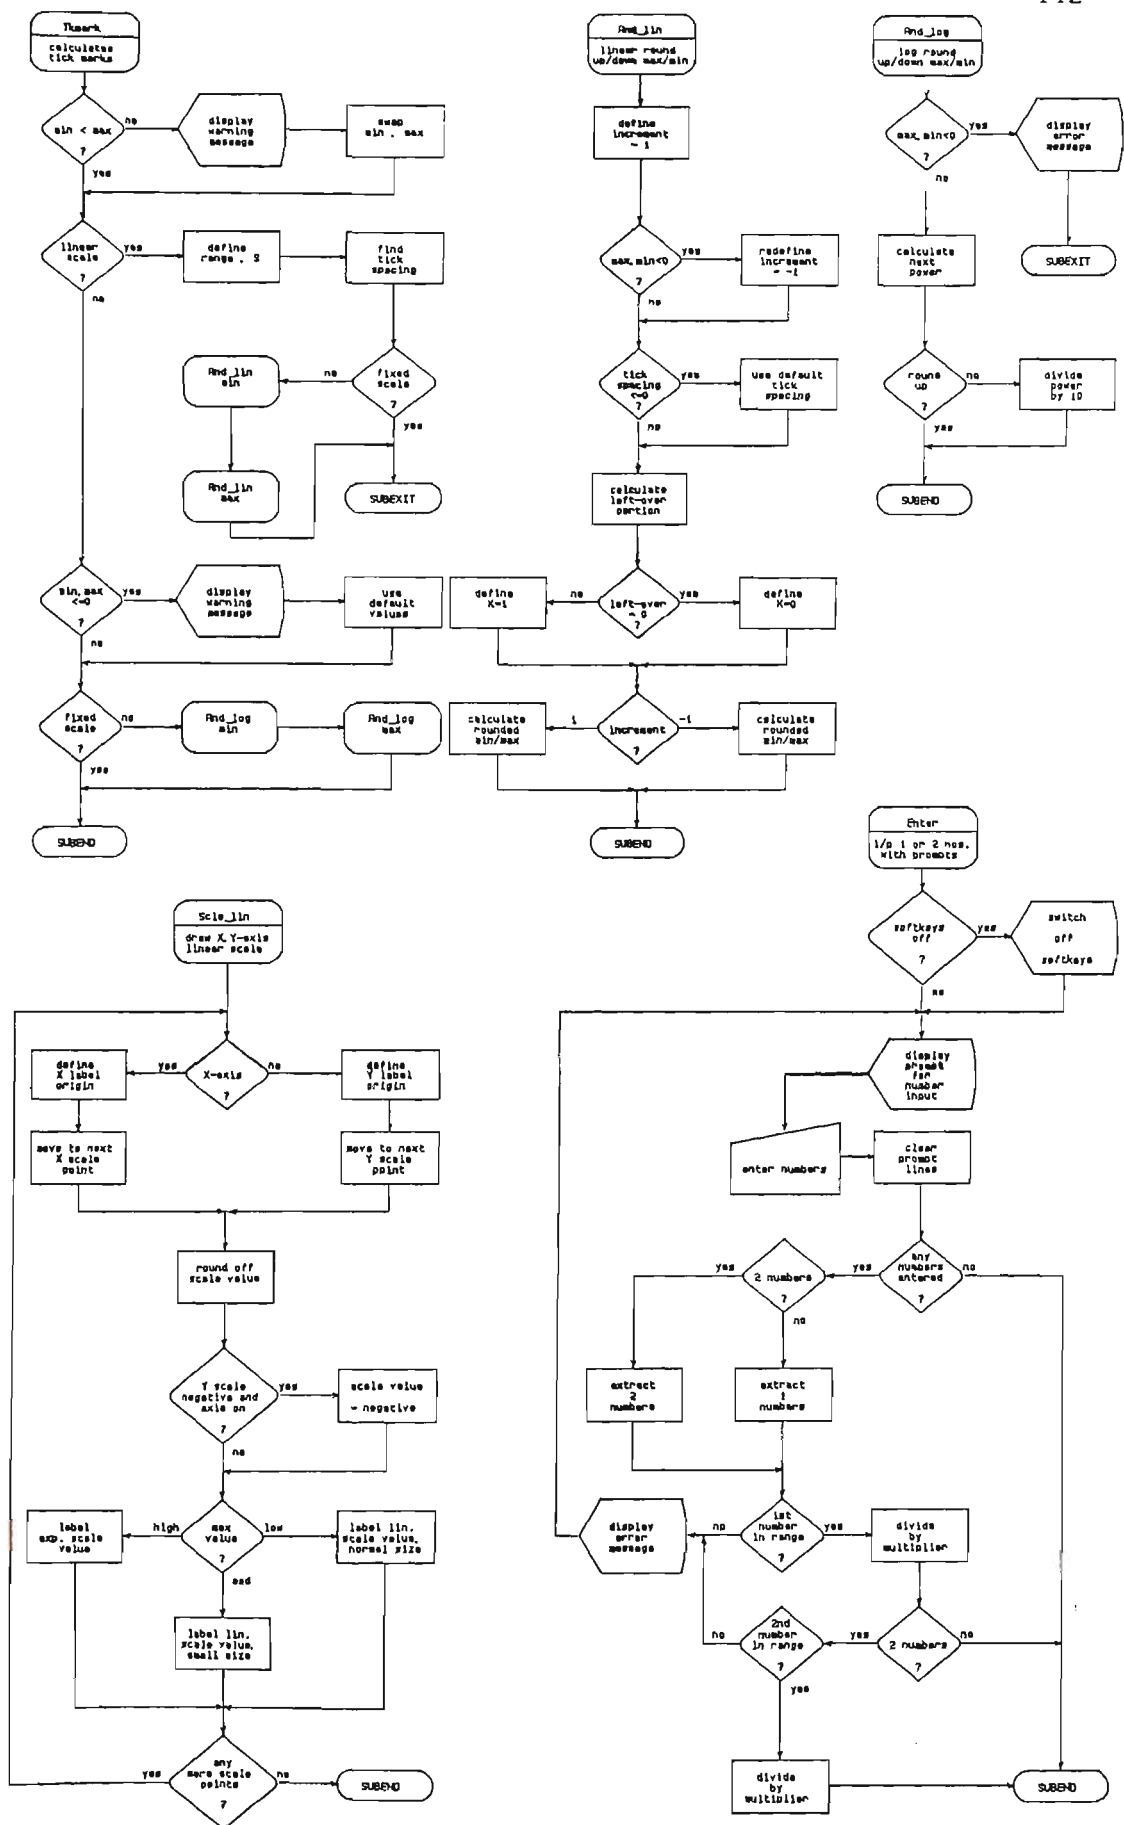 Tkmark
calculates
tick marks
min < max
?
no
yes
display
warning
message
swap
min , max
linear
scale
?
yes
no
define
range , S
find
tick
spacing
fixed
scale
?
no
yes
Rnd_lin
min
Rnd_lin
max
SUBEXIT
min,max
<=0
?
yes
no
display
warning
message
use
default
values
fixed
scale
?
no
yes
Rnd_log
min
Rnd_log
max
SUBEND
Rnd_lin
linear round
up/down max/min
define
increment
= 1
max,min<0
?
yes
no
redefine
increment
= -1
tick
spacing
<=0
?
yes
no
use default
tick
spacing
calculate
left-over
portion
left-over
= 0
?
no
yes
define
X=1
define
X=0
increment
?
1
-1
calculate
rounded
min/max
calculate
rounded
min/max
SUBEND
Rnd_log
log round
up/down max/min
max,min<0
?
yes
no
display
error
message
SUBEXIT
calculate
next
power
round
up
?
no
yes
divide
power
by 10
SUBEND
Scle_lin
draw X,Y-axis
linear scale
X-axis
?
yes
no
define
X label
origin
define
Y label
origin
move to next
X scale
point
move to next
Y scale
point
round off
scale value
Y scale
negative and
axis on
?
yes
no
scale value
= negative
max
value
?
high
low
med
label
exp. scale
value
label lin.
scale value,
normal size
label lin.
scale value,
small size
any
more scale
points
?
yes
no
SUBEND
Enter
i/p 1 or 2 nos.
with prompts
softkeys
off
?
yes
no
switch
off
softkeys
display
prompt
for
number
input
enter numbers
clear
prompt
lines
any
numbers
entered
?
yes
no
2 numbers
?
yes
no
extract
2
numbers
extract
1
numbers
1st
number
in range
?
no
yes
display
error
message
divide
by
multiplier
2 numbers
?
yes
no
2nd
number
in range
?
no
yes
divide
by
multiplier
SUBEND